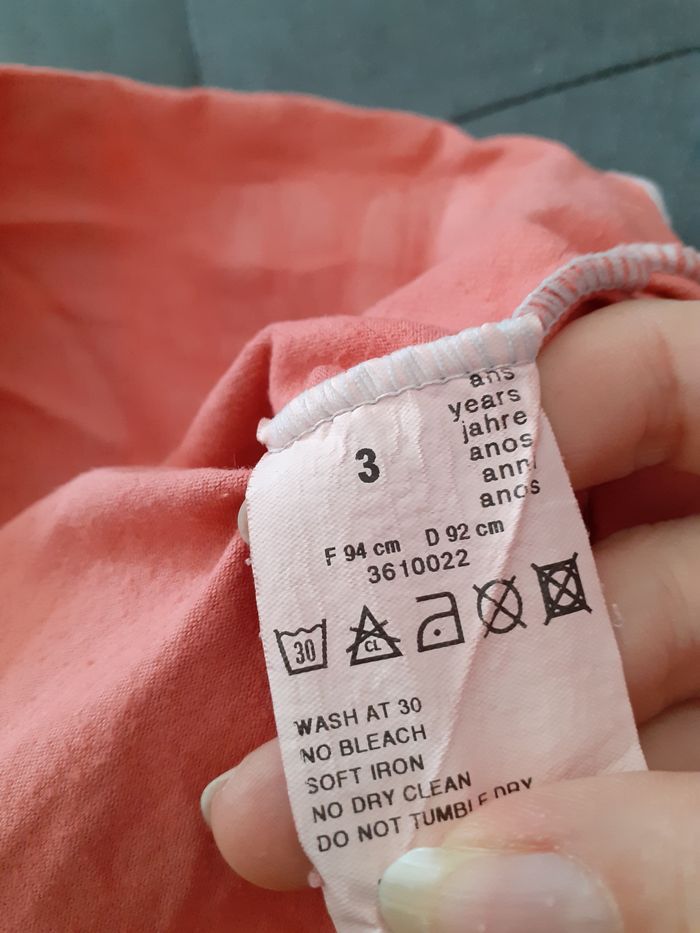 ans
years
jahre
anos
anni
anos
3
F 94 cm D 92 cm
3610022
30
CL
WASH AT 30
NO BLEACH
SOFT IRON
NO DRY CLEAN
DO NOT TUMBLE DRY